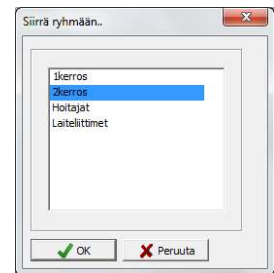 Siirrä ryhmään..
1kerros
2kerros
Hoitajat
Laiteliittimet
OK Peruuta